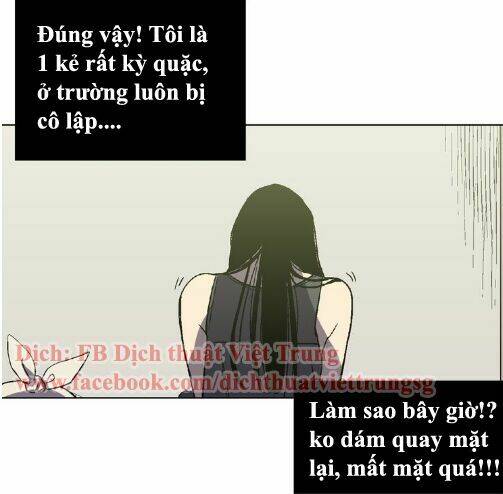 Đúng vậy! Tôi là
1 kẻ rất kỳ quặc,
ở trường luôn bị
cô lập....
Dịch: FB Dịch thuật Việt Trung
www.facebook.com/dichthuatviettrungsg
Làm sao bây giờ!?
ko dám quay mặt
lại, mất mặt quá!!!